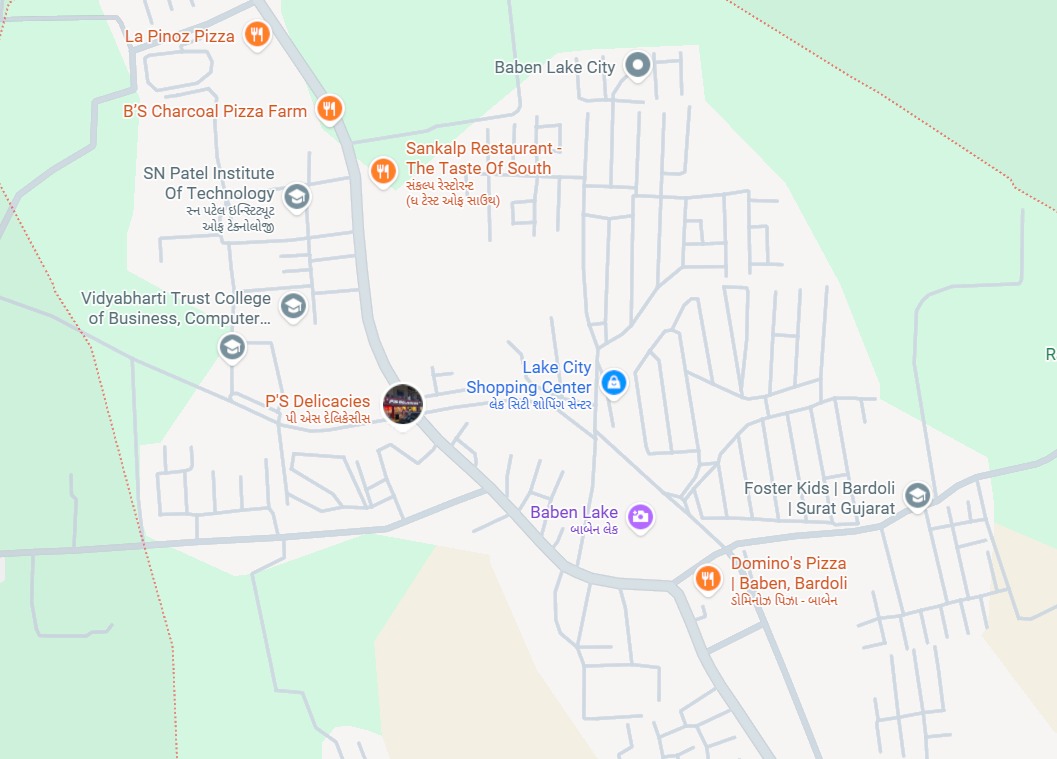 La Pinoz Pizza
Baben Lake City
B'S Charcoal Pizza Farm
Sankalp Restaurant -
The Taste Of South
સંકલ્પ રેસ્ટોરન્ટ
(ધ ટેસ્ટ ઓફ સાઉથ)
SN Patel Institute
Of Technology
સ્ન પટેલ ઇન્સ્ટિટ્યૂટ
ઓફ ટેક્નોલોજી
Vidyabharti Trust College
of Business, Computer...
R
Lake City
Shopping Center
લેક સિટી શોપિંગ સેન્ટર
P'S Delicacies
પી એસ દેલિકેસીસ
Foster Kids | Bardoli
| Surat Gujarat
Baben Lake
બાબેન લેક
Domino's Pizza
| Baben, Bardoli
ડોમિનોઝ પિઝા - બાબેન